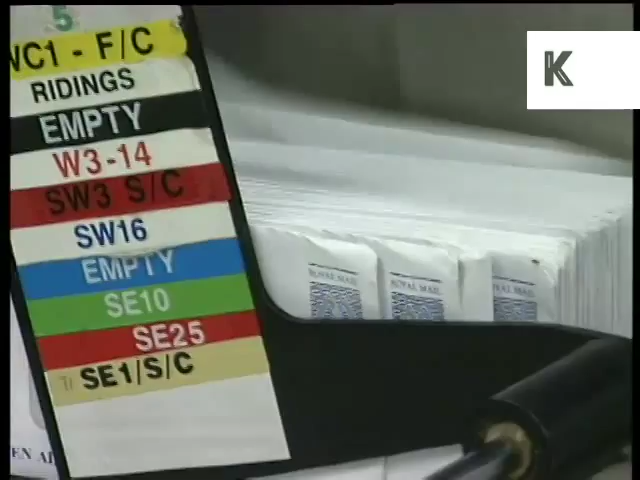 5
WC1 - F/C
RIDINGS
EMPTY
W3-14
SW3 S/C
SW16
EMPTY
SE10
SE25
SE1/S/C
K
ROYAL MAIL
ROYAL MAIL
ROYAL MAIL